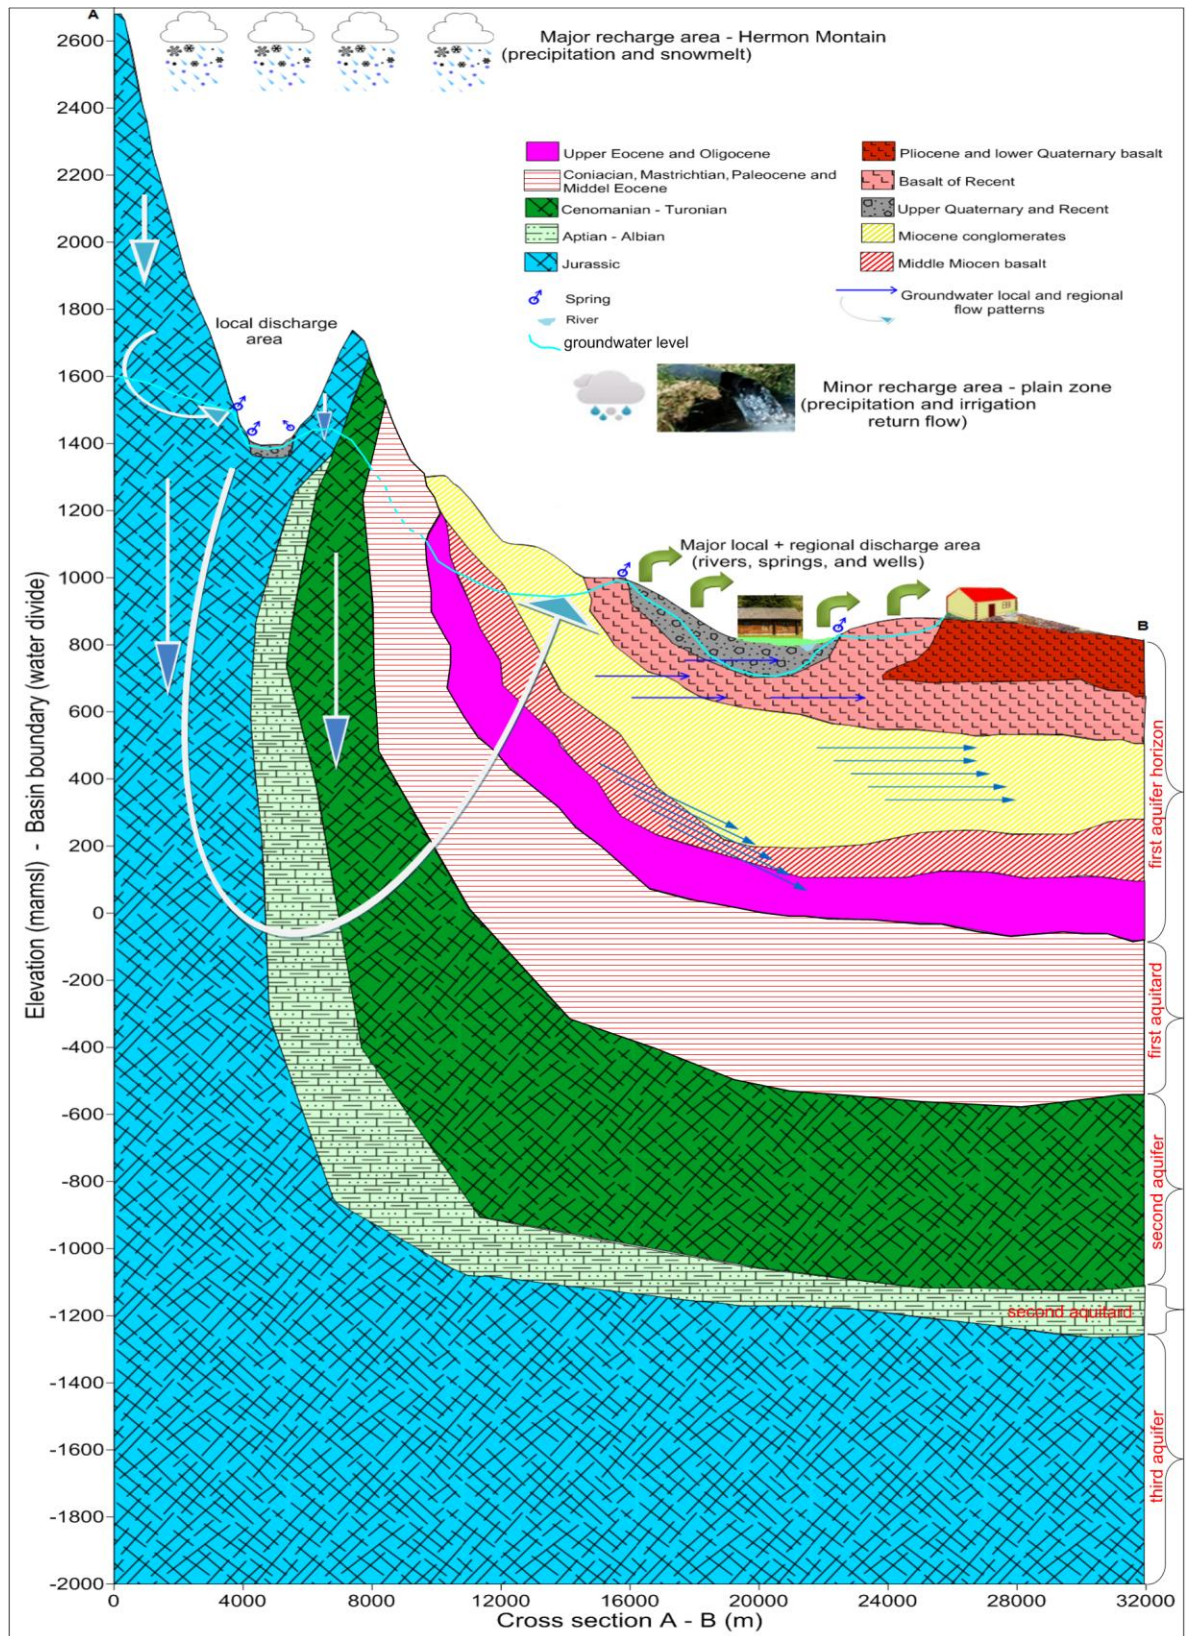 A
Major recharge area - Hermon Montain
(precipitation and snowmelt)
Upper Eocene and Oligocene
Coniacian, Mastrichtian, Paleocene and
Middel Eocene
Cenomanian - Turonian
Aptian - Albian
Jurassic
Spring
River
groundwater level
Pliocene and lower Quaternary basalt
Basalt of Recent
Upper Quaternary and Recent
Miocene conglomerates
Middle Miocen basalt
Groundwater local and regional
flow patterns
local discharge
area
Minor recharge area - plain zone
(precipitation and irrigation
return flow)
Major local + regional discharge area
(rivers, springs, and wells)
B
first aquifer horizon
first aquitard
second aquifer
second aquitard
third aquifer
Elevation (mamsl) - Basin boundary (water divide)
2600
2400
2200
2000
1800
1600
1400
1200
1000
800
600
400
200
0
-200
-400
-600
-800
-1000
-1200
-1400
-1600
-1800
-2000
0 4000 8000 12000 16000 20000 24000 28000 32000
Cross section A - B (m)